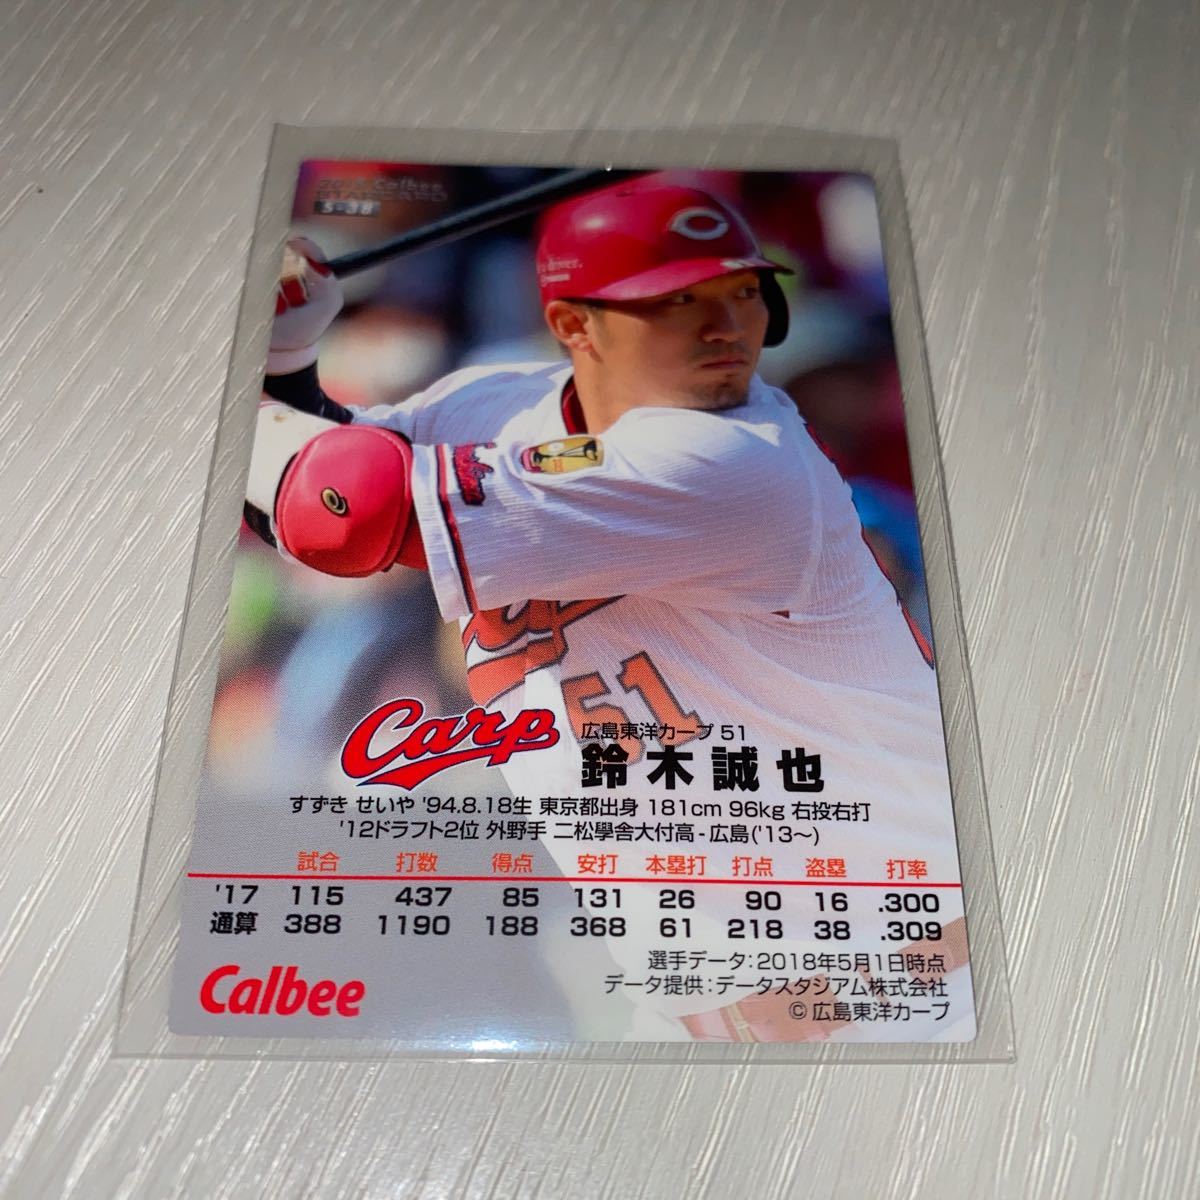 2018 Calbee
STARCARD
S-38
Carp
51
Carp
広島東洋カープ 51
鈴木誠也
すずき せいや '94.8.18生 東京都出身 181cm 96kg 右投右打
'12ドラフト2位 外野手 二松學舎大付高-広島('13〜)
試合 打数 得点 安打 本塁打 打点 盗塁 打率
'17 115 437 85 131 26 90 16 .300
通算 388 1190 188 368 61 218 38 .309
選手データ:2018年5月1日時点
データ提供:データスタジアム株式会社
©広島東洋カープ
Calbee